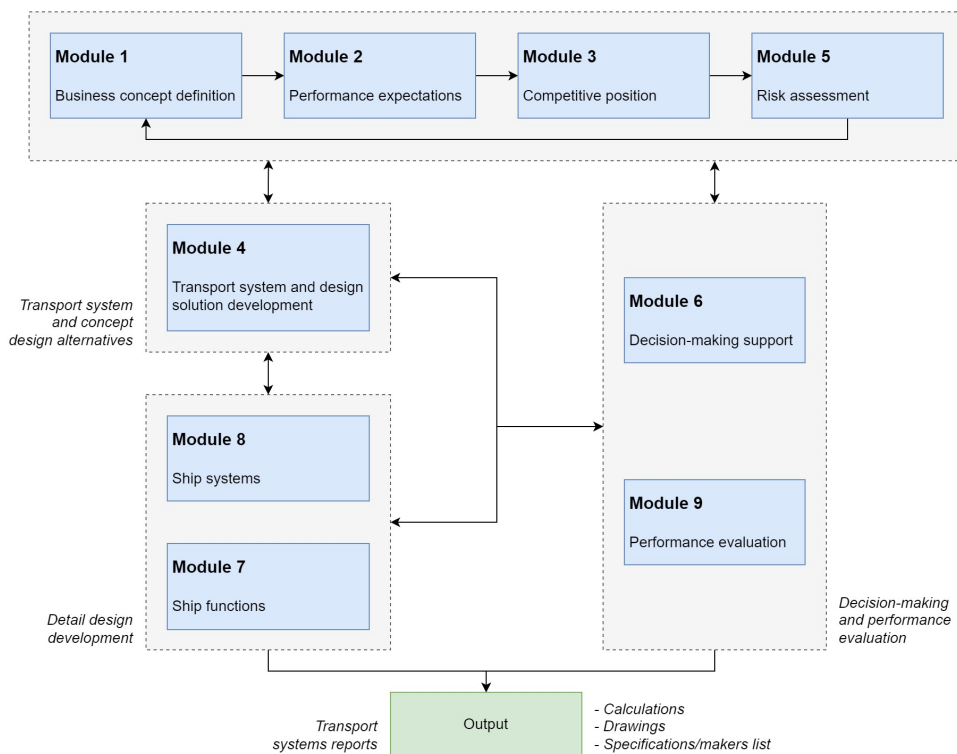 Module 1
Business concept definition
Module 2
Performance expectations
Module 3
Competitive position
Module 5
Risk assessment
Module 4
Transport system and design
solution development
Transport system
and concept
design alternatives
Module 6
Decision-making support
Module 8
Ship systems
Module 9
Performance evaluation
Module 7
Ship functions
Detail design
development
Decision-making
and performance
evaluation
Transport
systems reports
Output
- Calculations
- Drawings
- Specifications/makers list